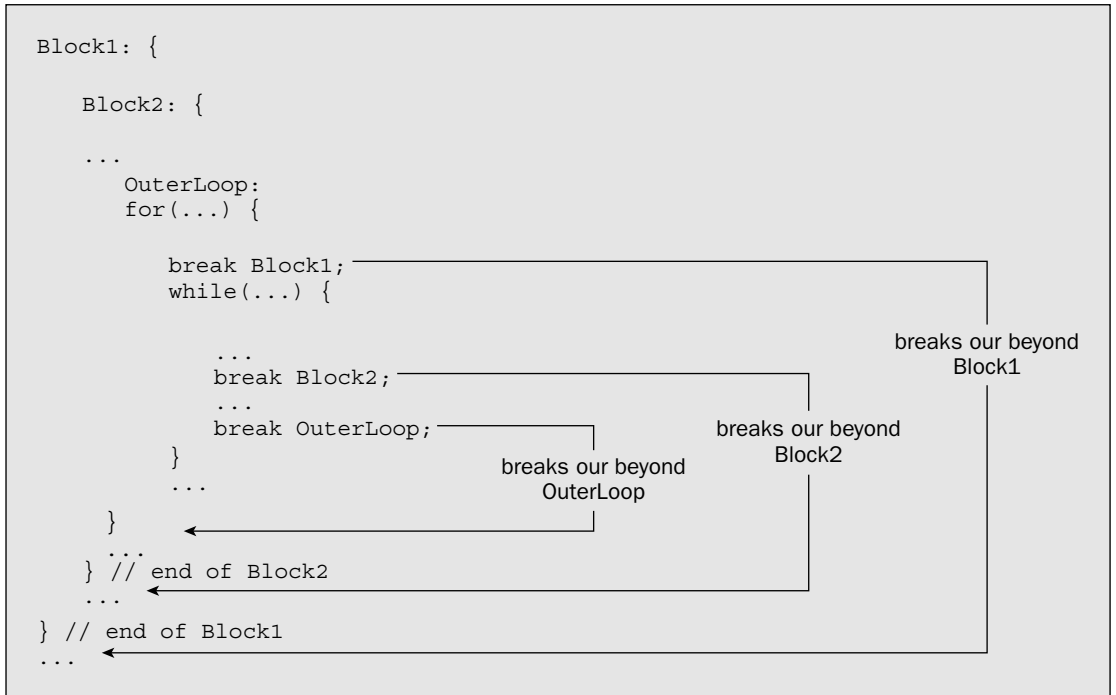 Block1: {
Block2: {
...
OuterLoop:
for(...) {
break Block1;
while(...) {
breaks our beyond
Block1
...
break Block2;
...
break OuterLoop;
breaks our beyond
Block2
}
breaks our beyond
OuterLoop
...
}
...
} // end of Block2
...
} // end of Block1
...